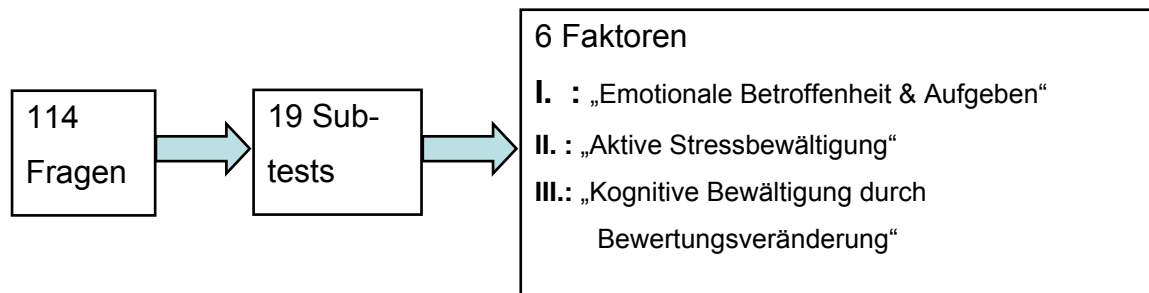 114
Fragen
19 Sub-
tests
6 Faktoren
I. : „Emotionale Betroffenheit & Aufgeben“
II. : „Aktive Stressbewältigung“
III.: „Kognitive Bewältigung durch
Bewertungsveränderung“